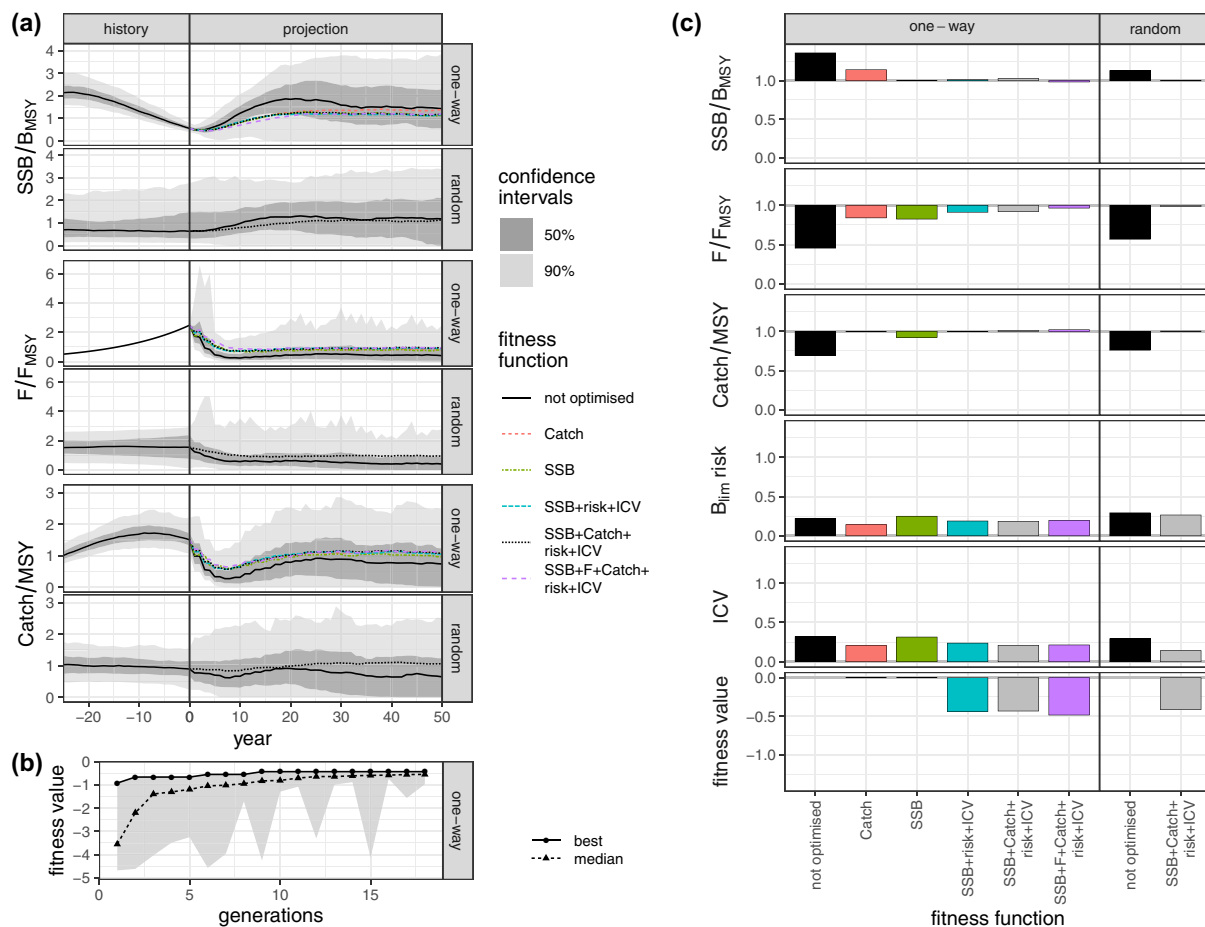 (a)
history
projection
SSB/BMSY
4
3
2
1
0
one-way
4
3
2
1
0
random
F/FMSY
6
4
2
0
one-way
6
4
2
0
random
Catch/MSY
3
2
1
0
one-way
3
2
1
0
random
−20
−10
0
0
10
20
30
40
50
year
confidence
intervals
50%
90%
fitness
function
not optimised
Catch
SSB
SSB+risk+ICV
SSB+Catch+
risk+ICV
SSB+F+Catch+
risk+ICV
(b)
fitness value
0
−1
−2
−3
−4
−5
one-way
0
5
10
15
generations
best
median
(c)
one−way
random
SSB/BMSY
1.0
0.5
0.0
F/FMSY
1.0
0.5
0.0
Catch/MSY
1.0
0.5
0.0
Blim risk
1.0
0.5
0.0
ICV
1.0
0.5
0.0
fitness value
0.0
−0.5
−1.0
not optimised
Catch
SSB
SSB+risk+ICV
SSB+Catch+
risk+ICV
SSB+F+Catch+
risk+ICV
not optimised
SSB+Catch+
risk+ICV
fitness function